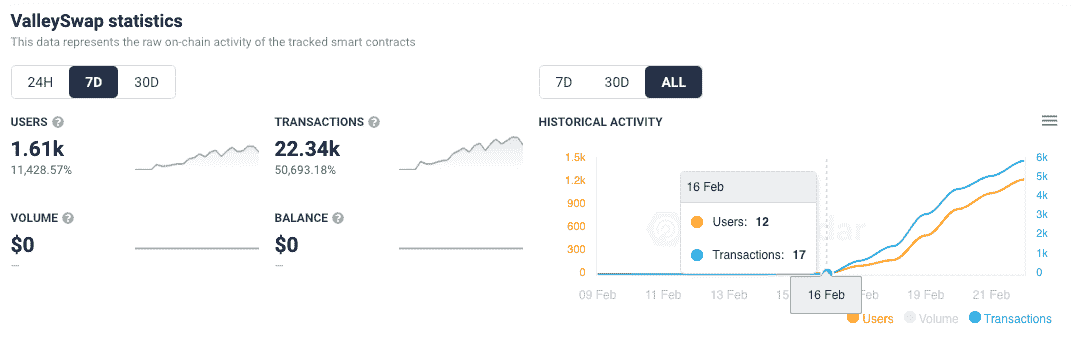 ValleySwap statistics
This data represents the raw on-chain activity of the tracked smart contracts
24H 7D 30D
7D 30D ALL
USERS ?
1.61k
11,428.57%
TRANSACTIONS ?
22.34k
50,693.18%
VOLUME ?
$0
BALANCE ?
$0
HISTORICAL ACTIVITY
1.5k
1.2k
900
600
300
0
6k
5k
4k
3k
2k
1k
0
16 Feb
Users: 12
Transactions: 17
09 Feb 11 Feb 13 Feb 15 16 Feb Feb 19 Feb 21 Feb
Users Volume Transactions